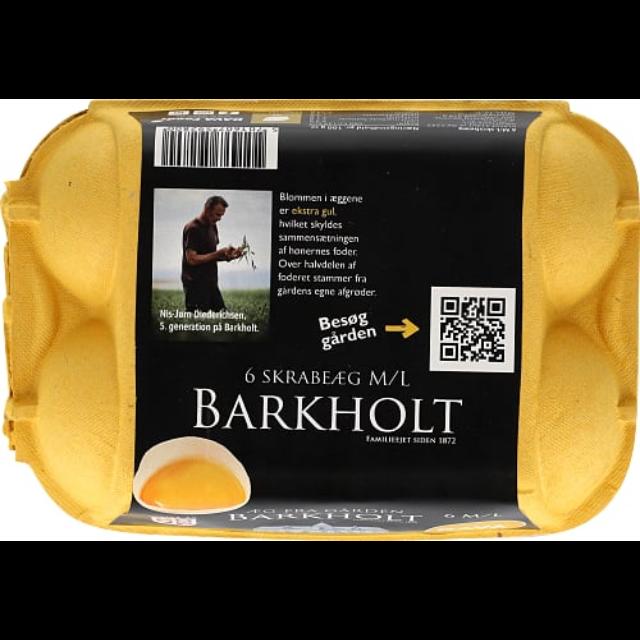 Blommen i æggene
er ekstra gul,
hvilket skyldes
sammensætningen
af hønernes foder.
Over halvdelen af
foderet stammer fra
gårdens egne afgrøder.
Nis-Jørn Diederichsen,
5. generation på Barkholt.
Besøg
gården
6 SKRABEÆG M/L
BARKHOLT
FAMILIEEJET SIDEN 1872
ÆG FRA GÅRDEN
BARKHOLT
6 M/L